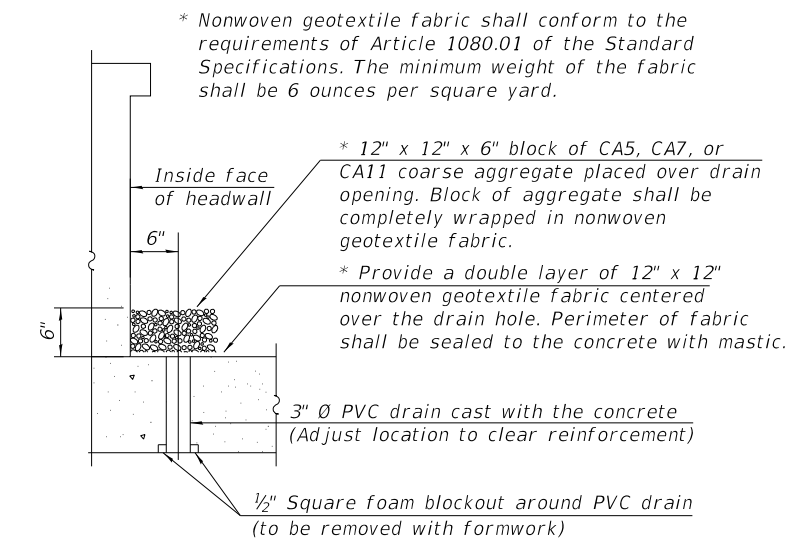 * Nonwoven geotextile fabric shall conform to the
requirements of Article 1080.01 of the Standard
Specifications. The minimum weight of the fabric
shall be 6 ounces per square yard.
* 12" x 12" x 6" block of CA5, CA7, or
CA11 coarse aggregate placed over drain
opening. Block of aggregate shall be
completely wrapped in nonwoven
geotextile fabric.
Inside face
of headwall
6"
* Provide a double layer of 12" x 12"
nonwoven geotextile fabric centered
over the drain hole. Perimeter of fabric
shall be sealed to the concrete with mastic.
6"
3" Ø PVC drain cast with the concrete
(Adjust location to clear reinforcement)
½" Square foam blockout around PVC drain
(to be removed with formwork)